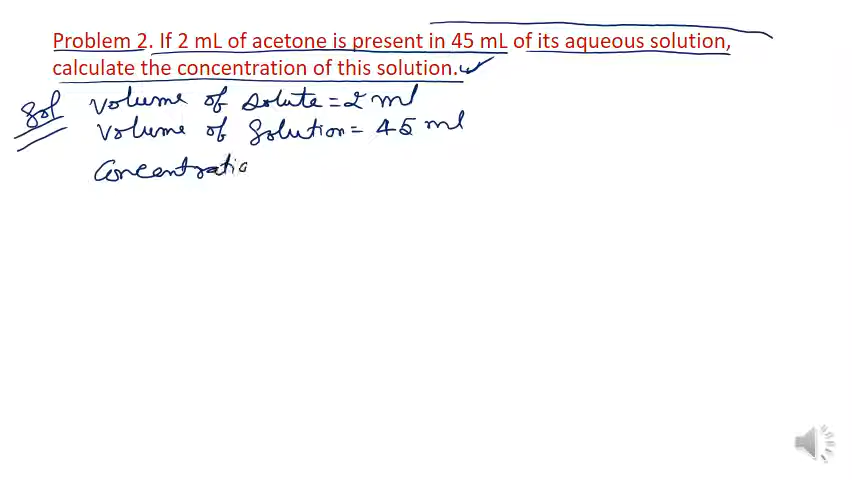 Problem 2. If 2 mL of acetone is present in 45 mL of its aqueous solution,
calculate the concentration of this solution.
Sol Volume of solute = 2 ml
Volume of Solution = 45 ml
Concentratio